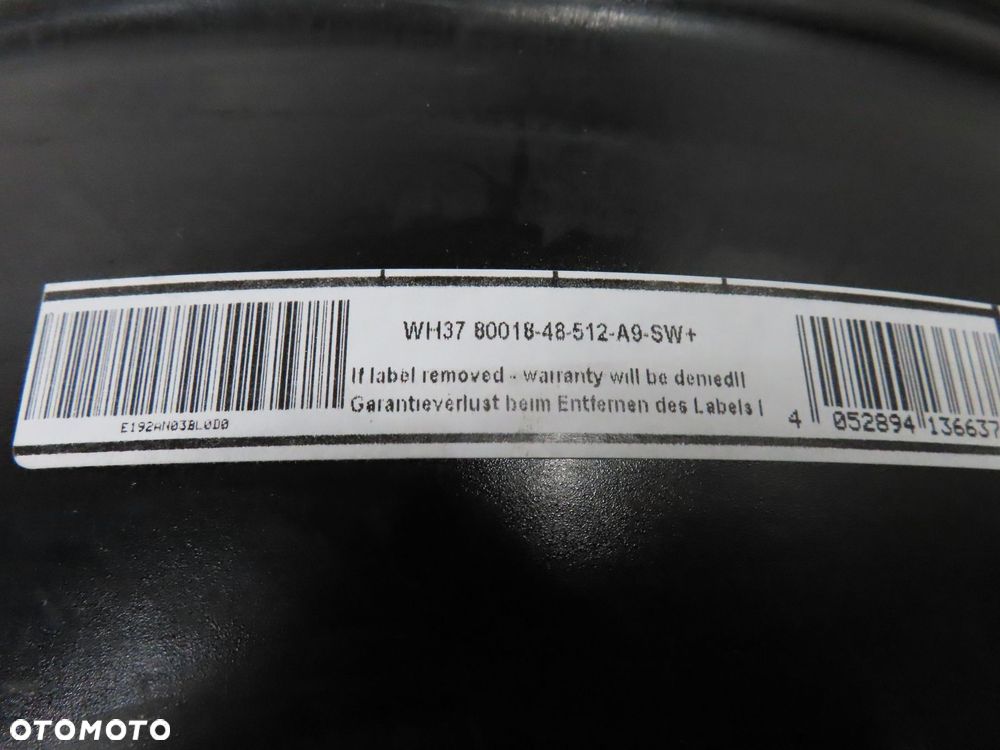 WH37 80018-48-512-A9-SW+
If label removed - warranty will be denied!!
Garantieverlust beim Entfernen des Labels !
E192AN03BL0D0
4 052894 136637
OTOMOTO